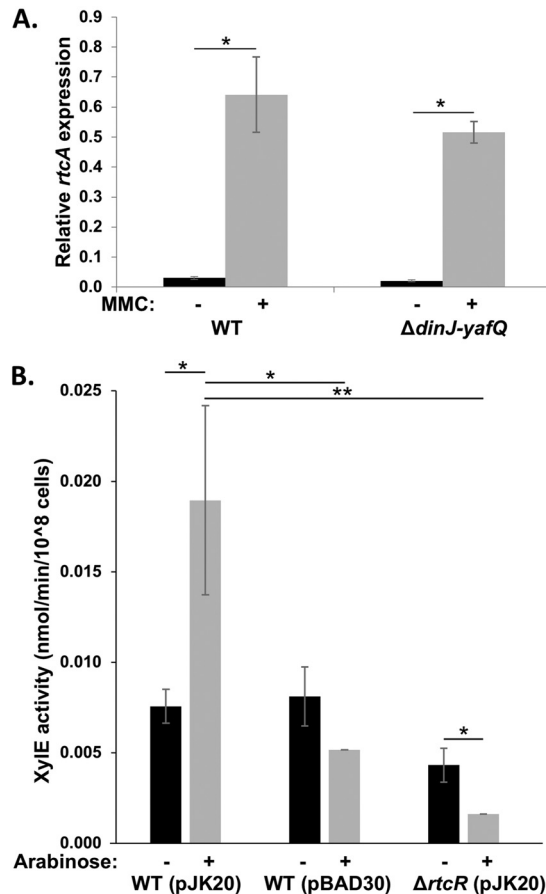 A.
Relative rtcA expression
0.9
0.8
0.7
0.6
0.5
0.4
0.3
0.2
0.1
0.0
*
*
MMC: - + - +
WT ΔdinJ-yafQ
B.
XylE activity (nmol/min/10^8 cells)
0.025
0.020
0.015
0.010
0.005
0.000
* *
**
*
Arabinose: - + - + - +
WT (pJK20) WT (pBAD30) ΔrtcR (pJK20)